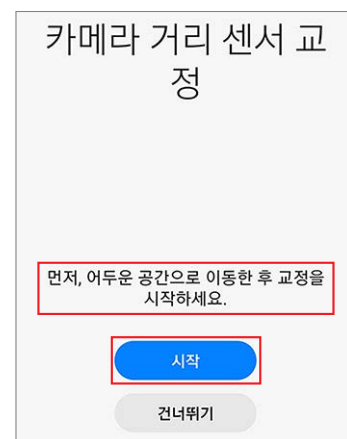 카메라 거리 센서 교
정
먼저, 어두운 공간으로 이동한 후 교정을
시작하세요.
시작
건너뛰기